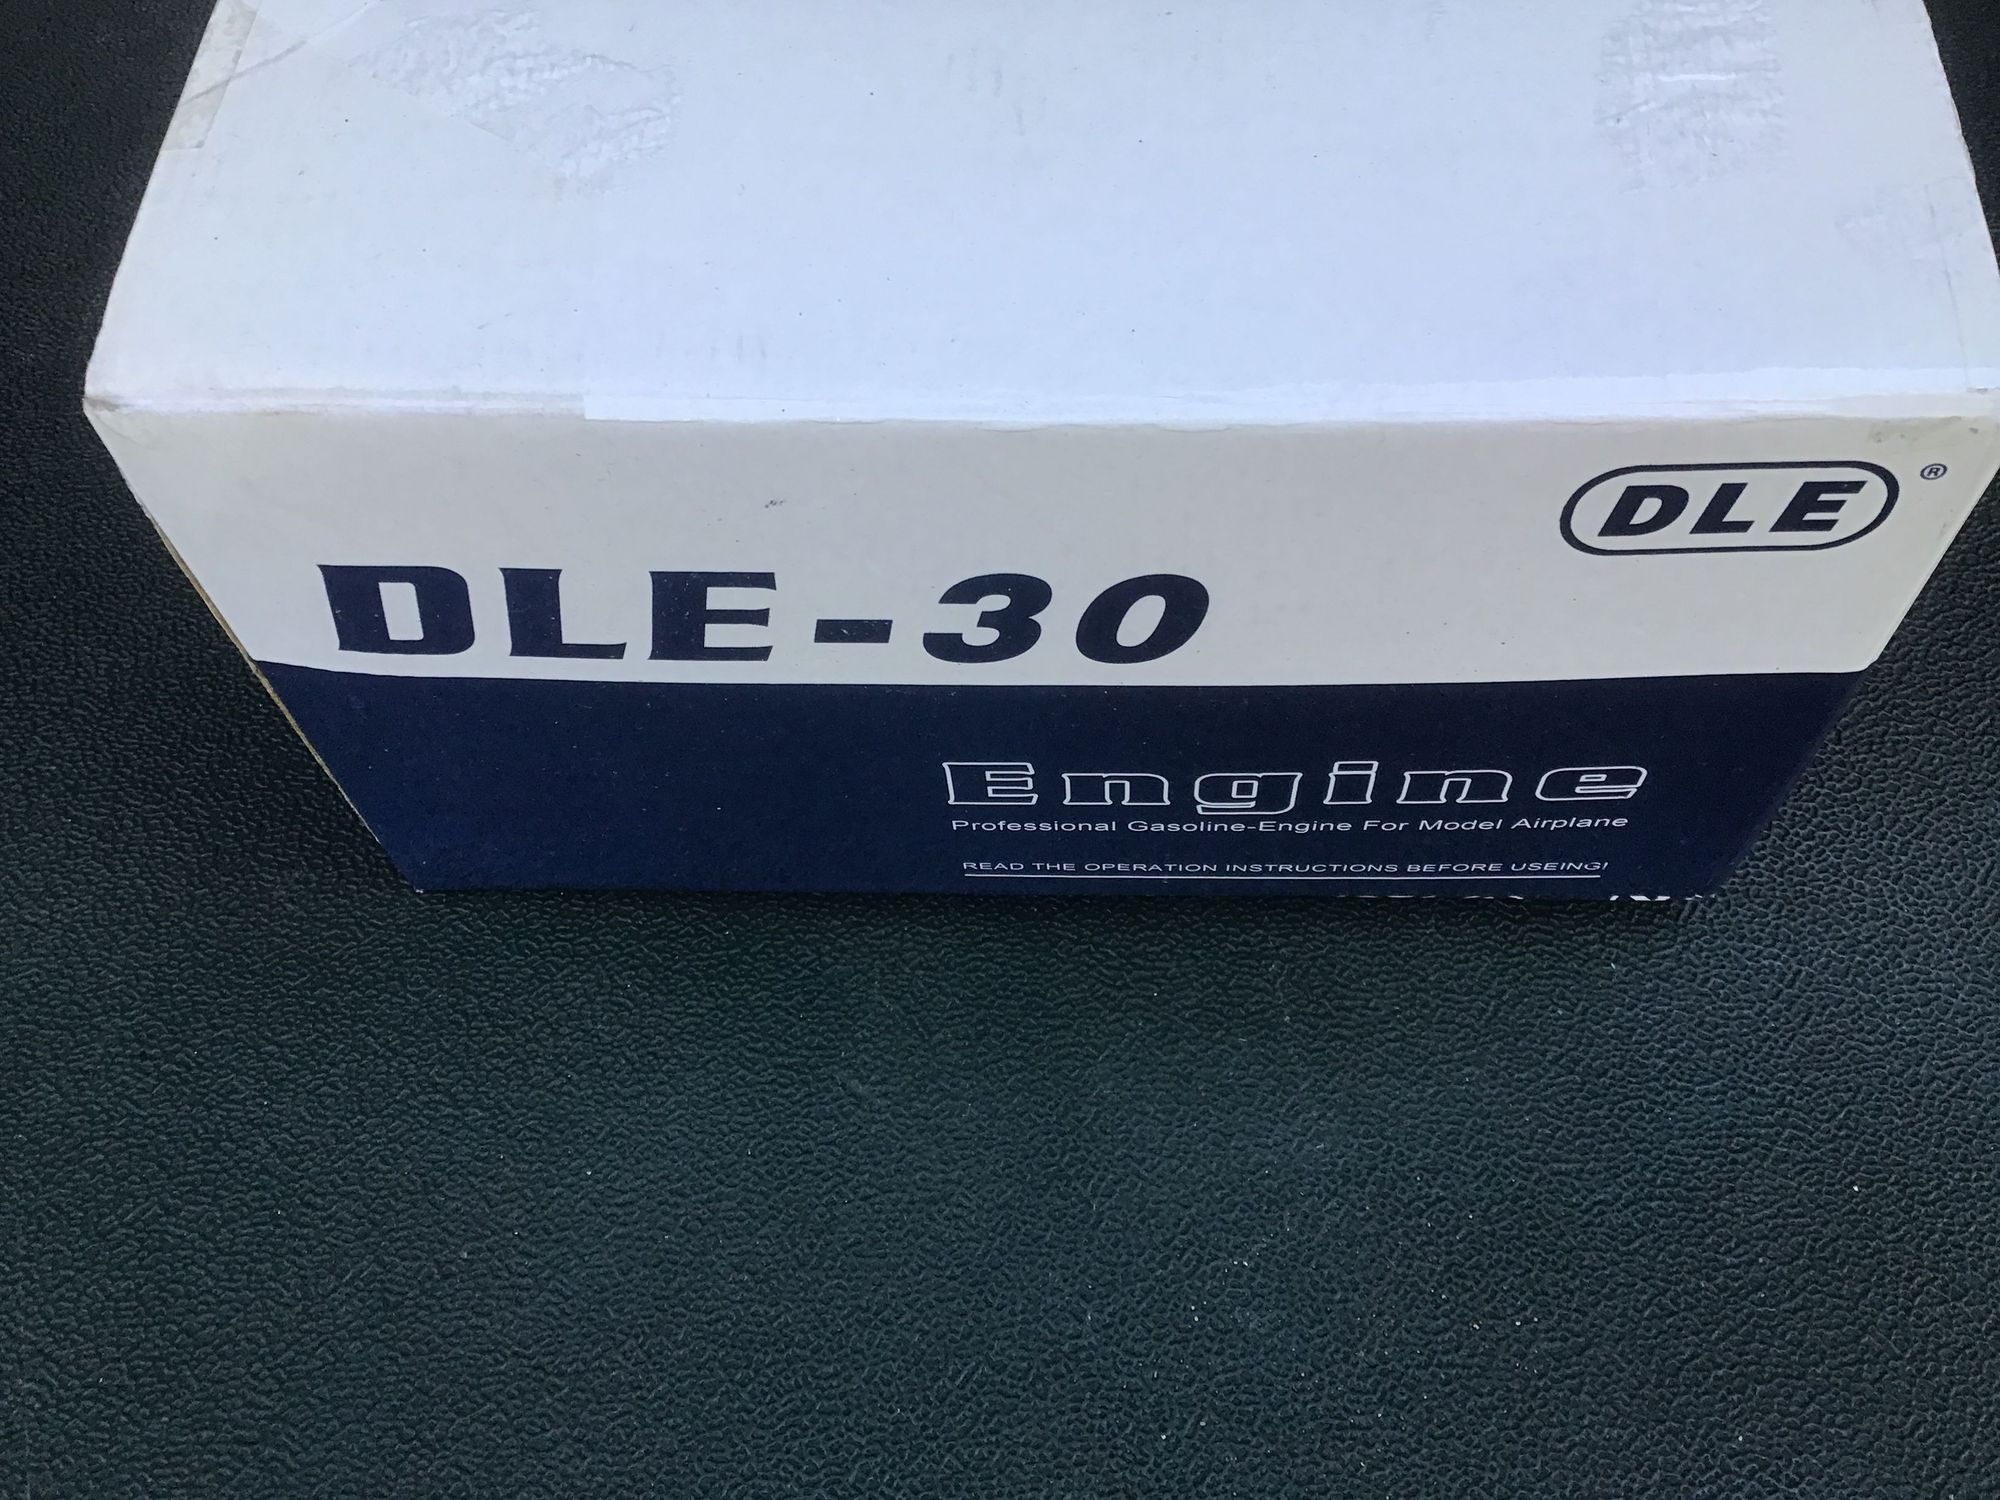 DLE®
DLE-30
Engine
Professional Gasoline-Engine For Model Airplane
READ THE OPERATION INSTRUCTIONS BEFORE USEING!